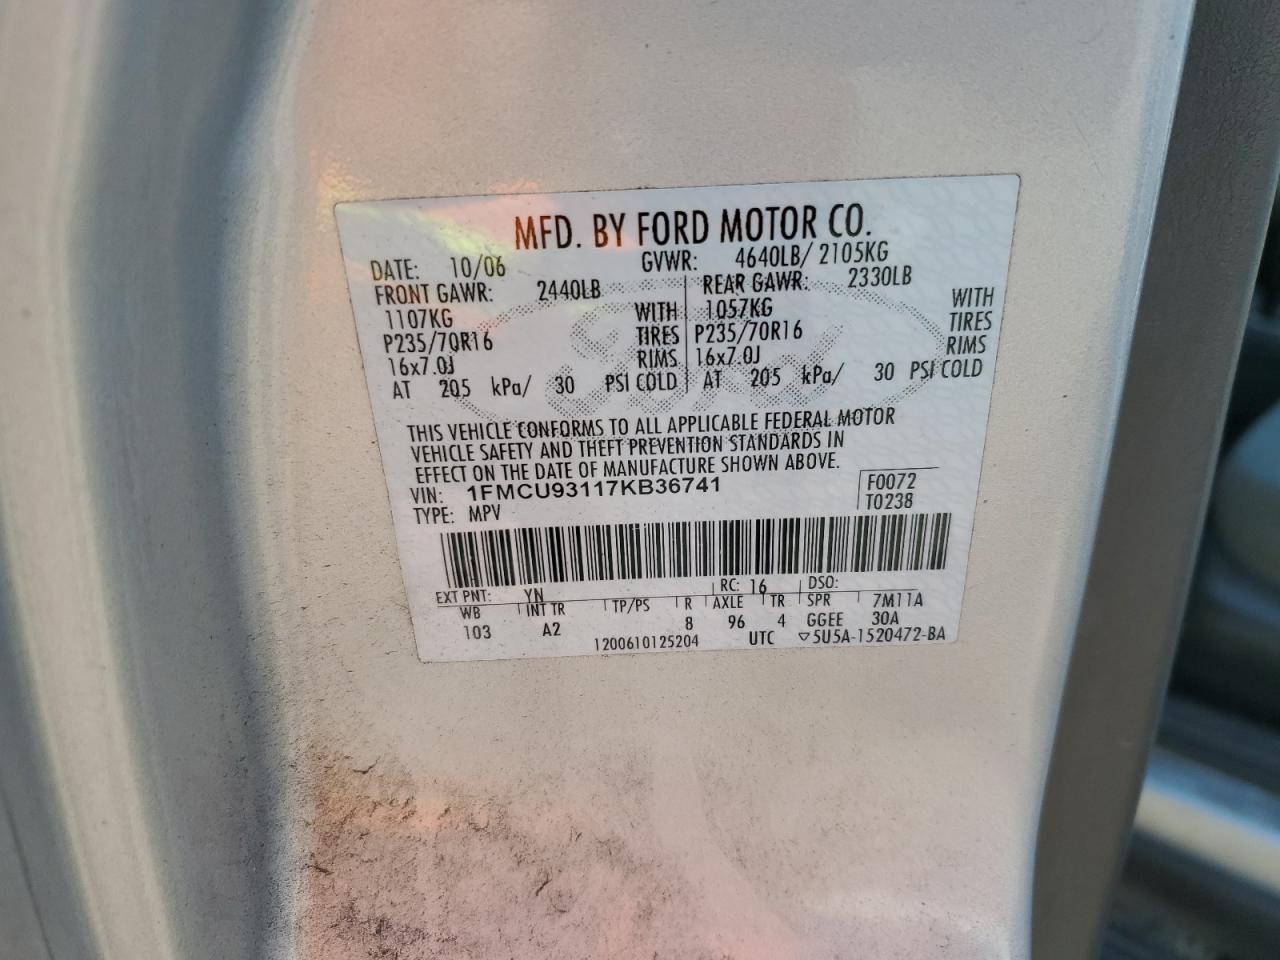 MFD. BY FORD MOTOR CO.
DATE: 10/06 GVWR: 4640LB/ 2105KG
FRONT GAWR: 2440LB REAR GAWR: 2330LB
1107KG WITH 1057KG WITH
P235/70R16 TIRES P235/70R16 TIRES
16x7.0J RIMS 16x7.0J RIMS
AT 205 kPa/ 30 PSI COLD AT 205 kPa/ 30 PSI COLD
THIS VEHICLE CONFORMS TO ALL APPLICABLE FEDERAL MOTOR
VEHICLE SAFETY AND THEFT PREVENTION STANDARDS IN
EFFECT ON THE DATE OF MANUFACTURE SHOWN ABOVE.
VIN: 1FMCU93117KB36741 F0072
TYPE: MPV T0238
EXT PNT: YN RC: 16 DSO:
WB INT TR TP/PS R AXLE TR SPR 7M11A
103 A2 8 96 4 GGEE 30A
1200610125204 UTC ▽5U5A-1520472-BA